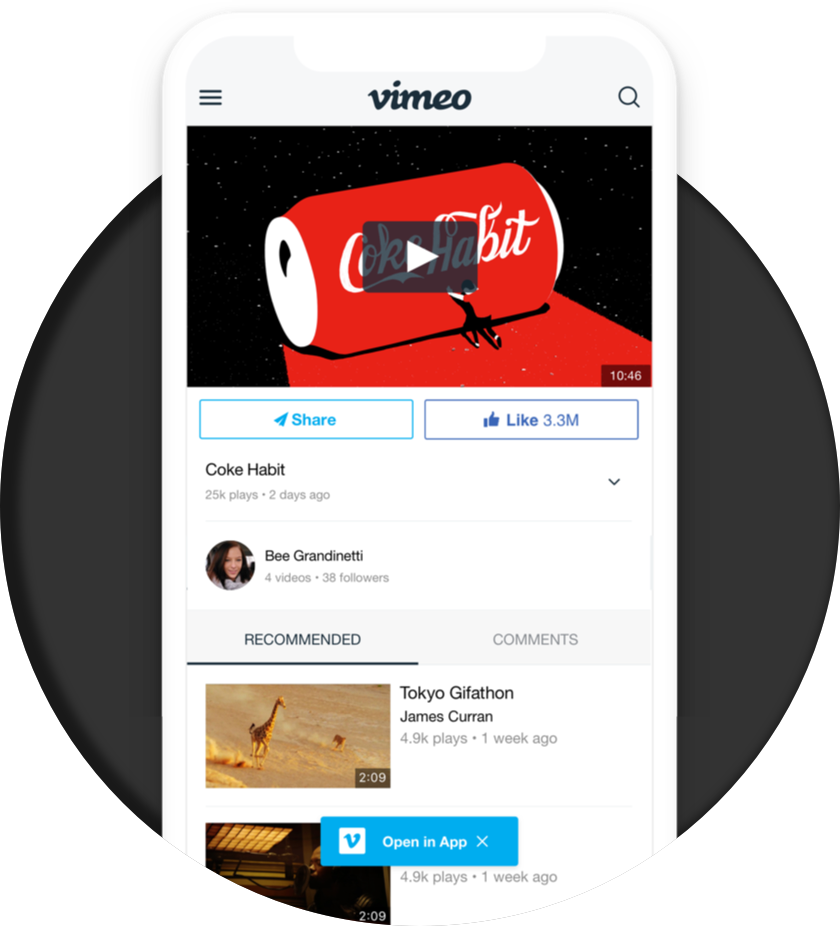 vimeo
Coke Habit
10:46
Share
Like 3.3M
Coke Habit
25k plays • 2 days ago
Bee Grandinetti
4 videos • 38 followers
RECOMMENDED
COMMENTS
Tokyo Gifathon
James Curran
4.9k plays • 1 week ago
2:09
Open in App
4.9k plays • 1 week ago
2:09